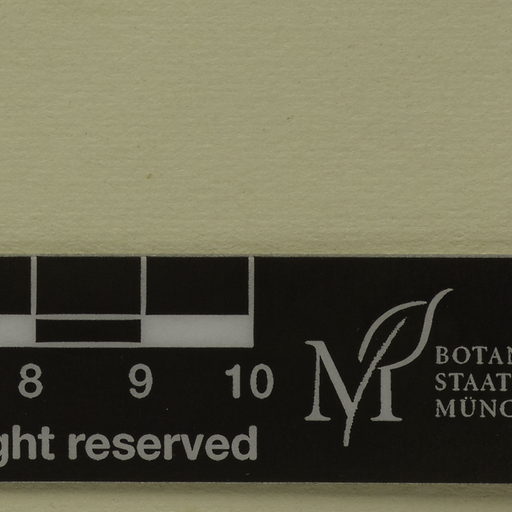 8 9 10
ght reserved
M
BOTAN
STAAT
MÜNC